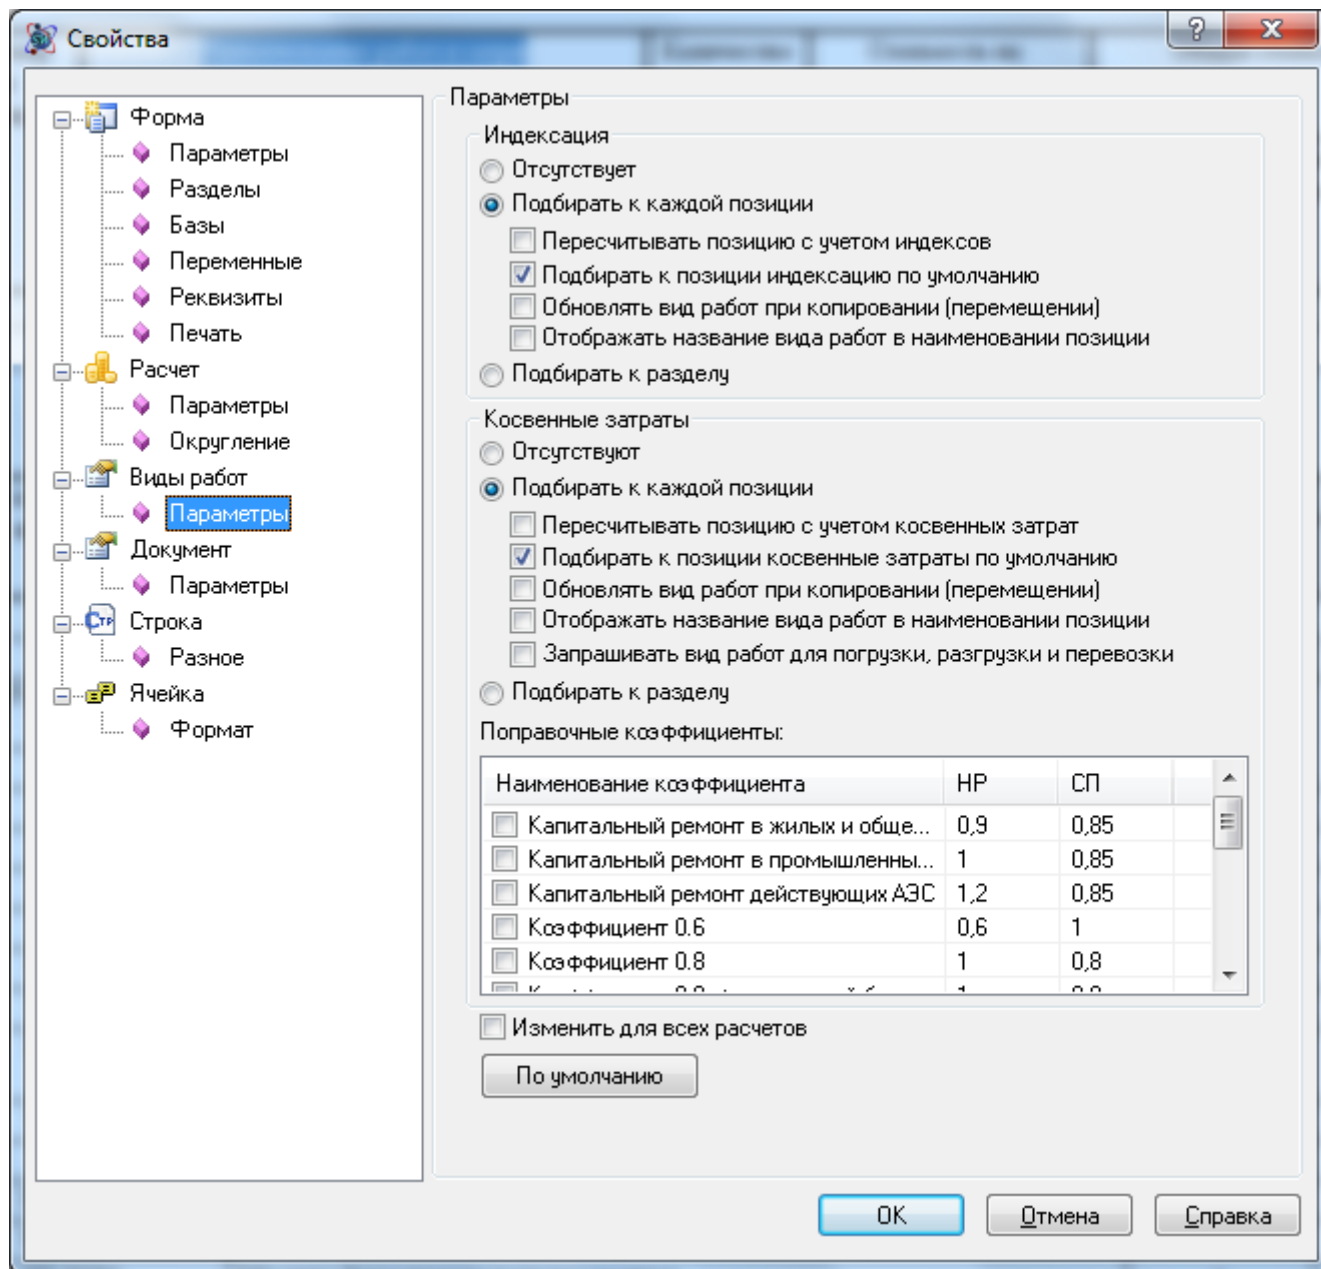 Свойства
Форма
Параметры
Разделы
Базы
Переменные
Реквизиты
Печать
Расчет
Параметры
Округление
Виды работ
Параметры
Документ
Параметры
Стр Строка
Разное
Ячейка
Формат
Параметры
Индексация
Отсутствует
Подбирать к каждой позиции
Пересчитывать позицию с учетом индексов
Подбирать к позиции индексацию по умолчанию
Обновлять вид работ при копировании (перемещении)
Отображать название вида работ в наименовании позиции
Подбирать к разделу
Косвенные затраты
Отсутствуют
Подбирать к каждой позиции
Пересчитывать позицию с учетом косвенных затрат
Подбирать к позиции косвенные затраты по умолчанию
Обновлять вид работ при копировании (перемещении)
Отображать название вида работ в наименовании позиции
Запрашивать вид работ для погрузки, разгрузки и перевозки
Подбирать к разделу
Поправочные коэффициенты:
Наименование коэффициента НР СП
Капитальный ремонт в жилых и обще... 0,9 0,85
Капитальный ремонт в промышленны... 1 0,85
Капитальный ремонт действующих АЭС 1,2 0,85
Коэффициент 0.6 0,6 1
Коэффициент 0.8 1 0,8
Изменить для всех расчетов
По умолчанию
OK Отмена Справка